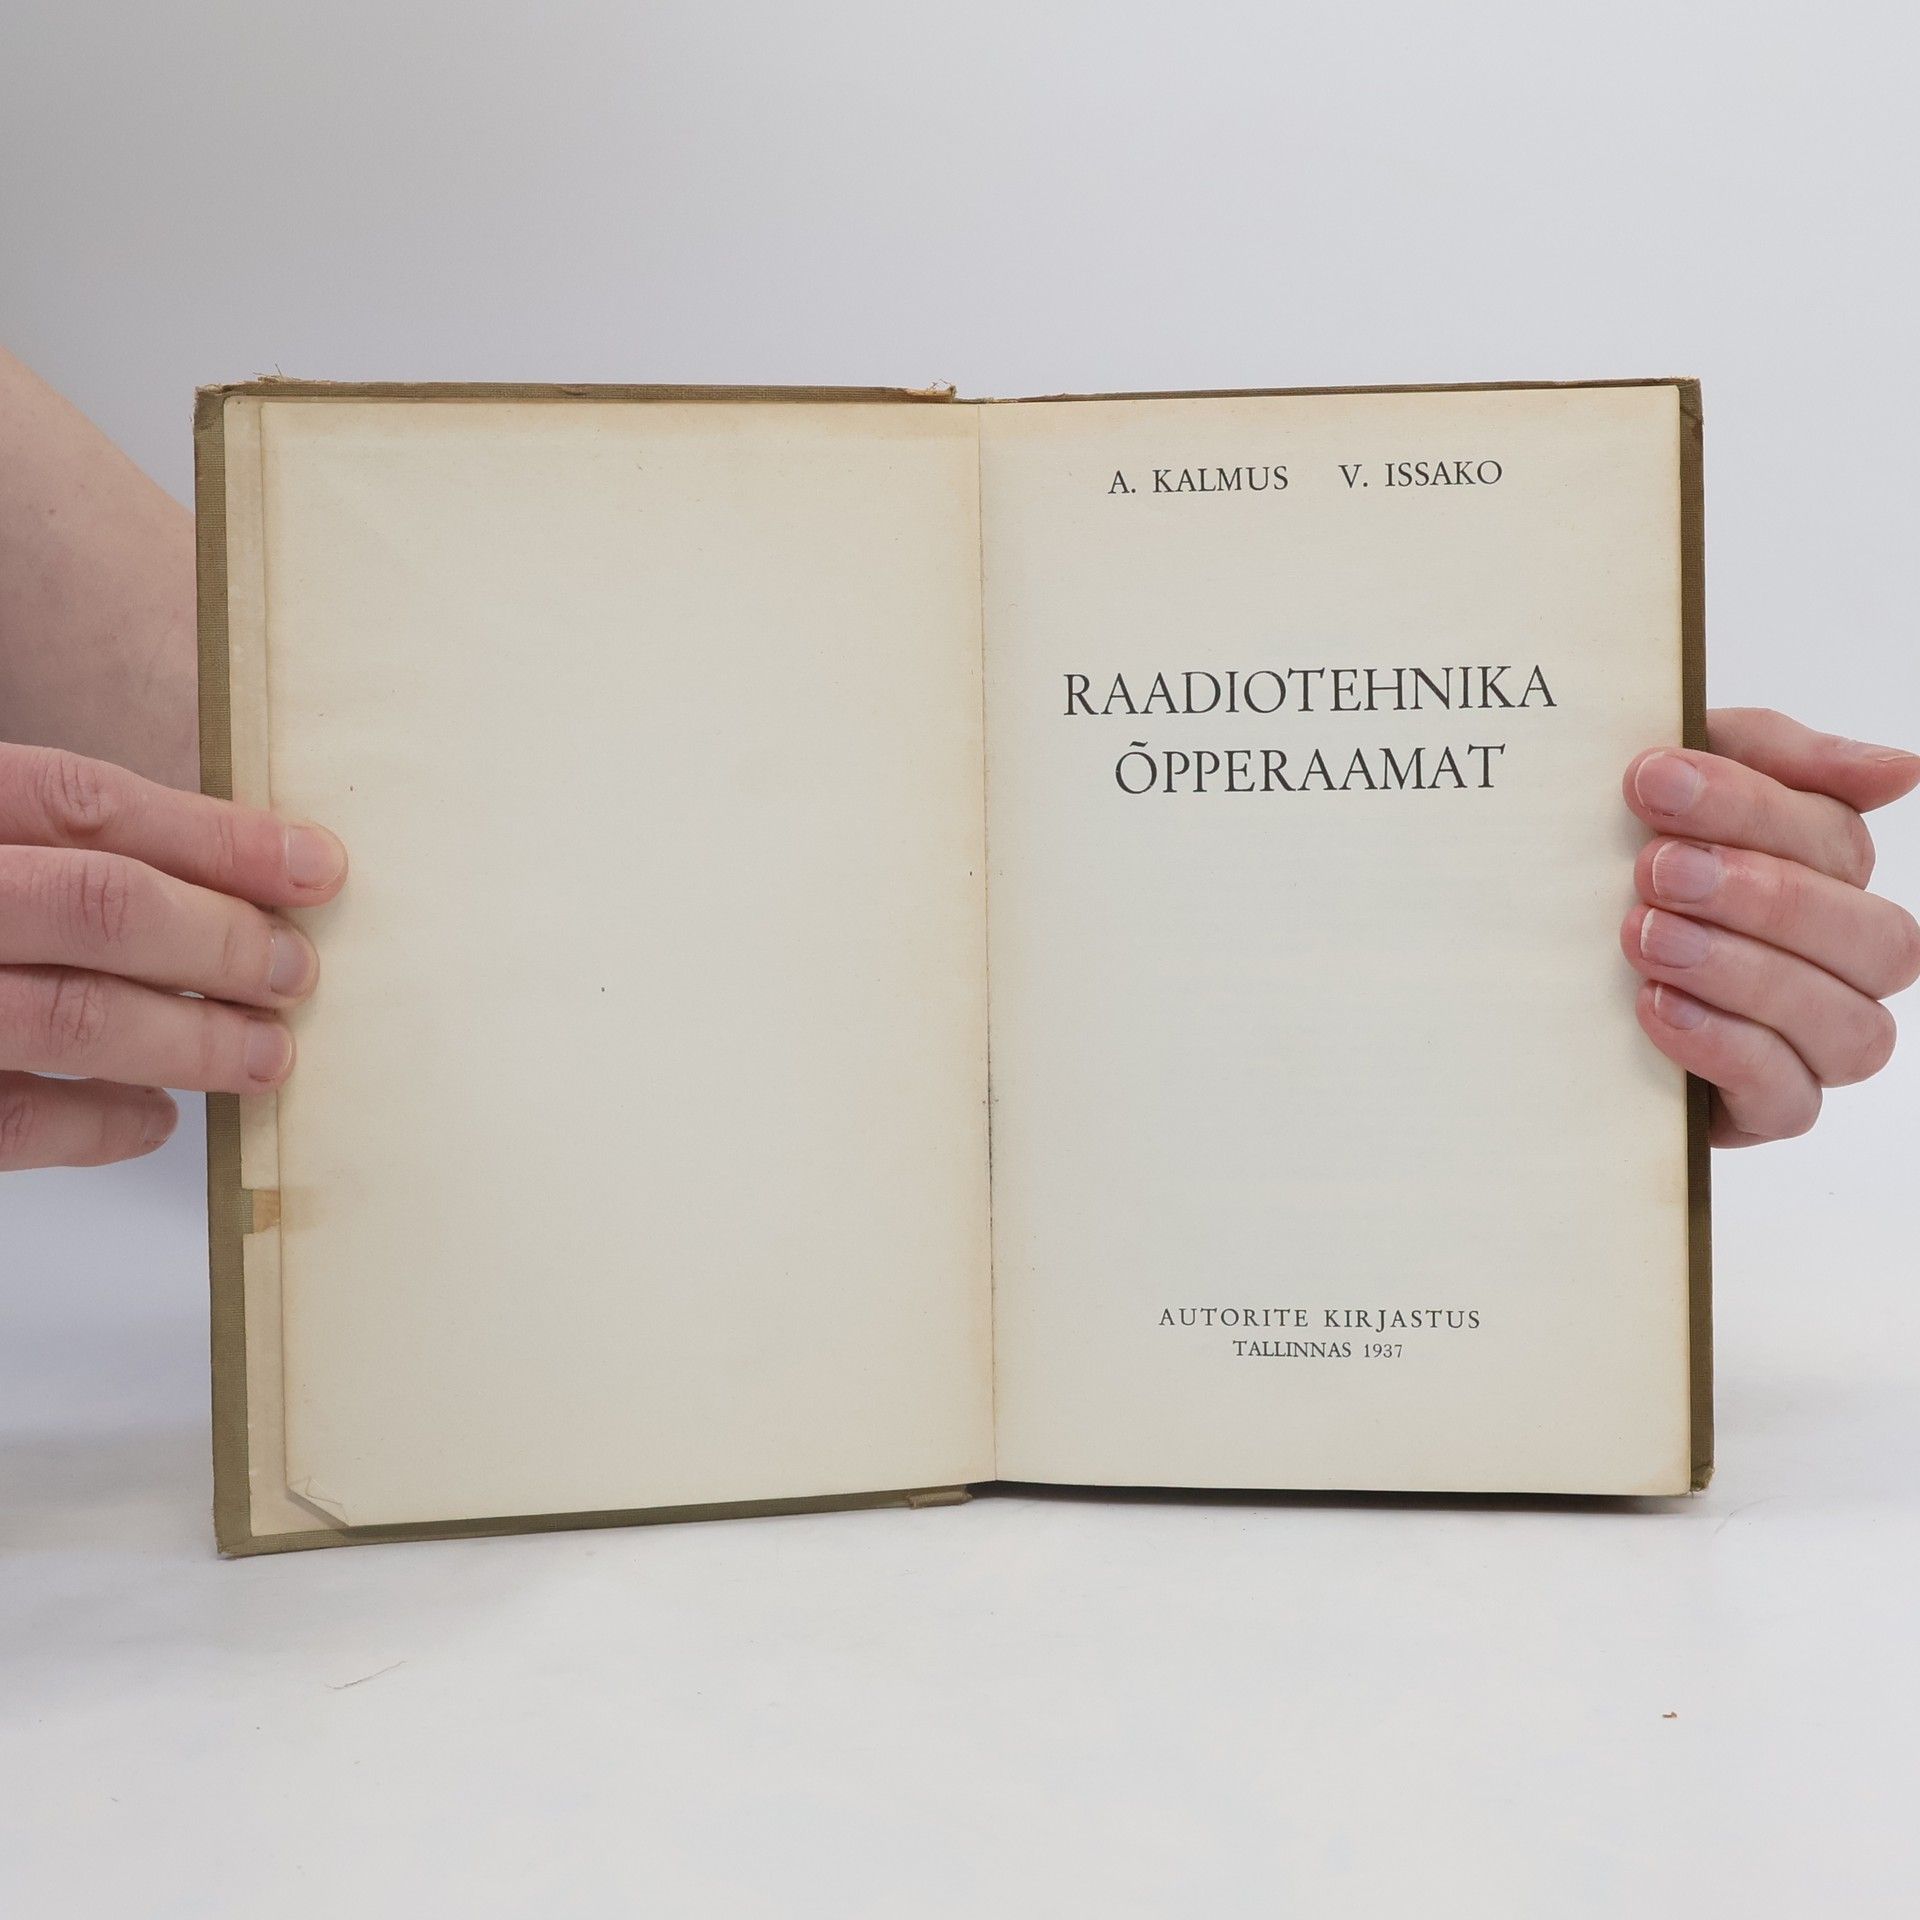 A. KALMUS V. ISSAKO
RAADIOTEHNIKA
ÕPPERAAMAT
AUTORITE KIRJASTUS
TALLINNAS 1937